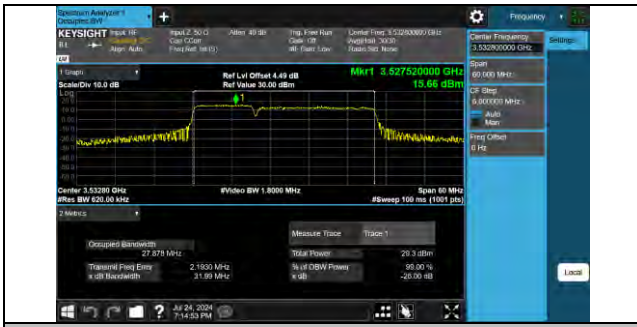 Spectrum Analyzer 1
Occupied BW
Frequency
KEYSIGHT Input: RF
Input Z: 50 Ω
Atten: 40 dB
Trig: Free Run
Center Freq: 3.532800000 GHz
Align: Auto
Gate: Off
#IF Gain: Low
Radio Std: None
Center Frequency
3.532800000 GHz
Settings
Span
60.000 MHz
CF Step
6.000000 MHz
Auto
Man
Freq Offset
0 Hz
1 Graph
Scale/Div 10.0 dB
Ref Lvl Offset 4.49 dB
Ref Value 30.00 dBm
Mkr1 3.527520000 GHz
15.66 dBm
Log
1
Center 3.53280 GHz
#Res BW 620.00 kHz
#Video BW 1.8000 MHz
Span 60 MHz
#Sweep 100 ms (1001 pts)
2 Metrics
Measure Trace
Trace 1
Occupied Bandwidth
27.878 MHz
Total Power
29.3 dBm
Transmit Freq Error
2.1930 MHz
% of OBW Power
99.00 %
x dB Bandwidth
31.99 MHz
x dB
-26.00 dB
Local
Jul 24, 2024
7:14:53 PM